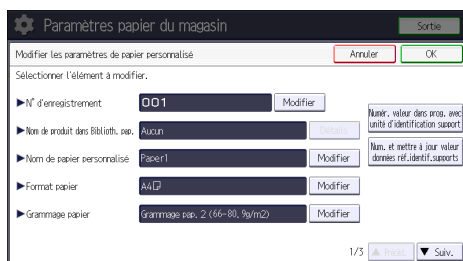 Paramètres papier du magasin
Sortie
Modifier les paramètres de papier personnalisé
Annuler
OK
Sélectionner l'élément à modifier.
►N° d'enregistrement
001
Modifier
Numér. valeur dans prog. avec
unité d'identification support
►Nom de produit dans Biblioth. pap.
Aucun
Détails
Num. et mettre à jour valeur
données réf.identif.supports
►Nom de papier personnalisé
Paper1
Modifier
►Format papier
A4
Modifier
►Grammage papier
Grammage pap. 2 (66-80, 9g/m2)
Modifier
1/3
▲ Précéd.
▼ Suiv.